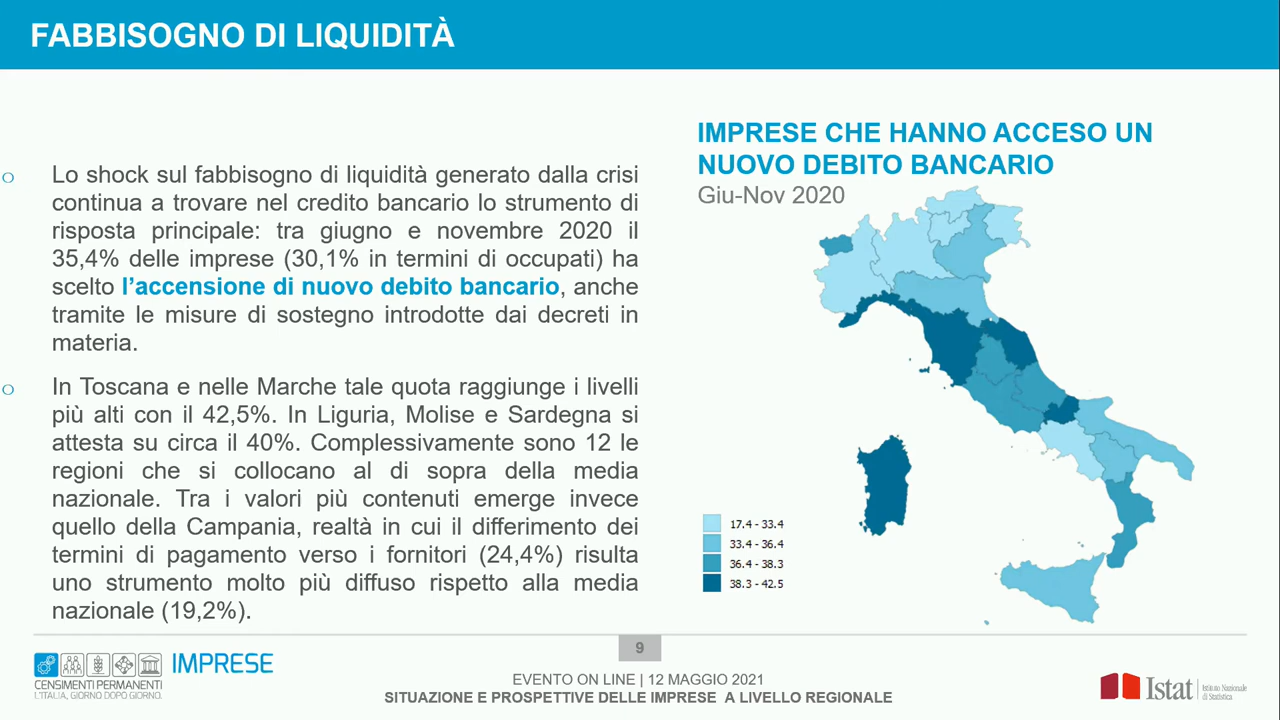 FABBISOGNO DI LIQUIDITÀ
o Lo shock sul fabbisogno di liquidità generato dalla crisi
continua a trovare nel credito bancario lo strumento di
risposta principale: tra giugno e novembre 2020 il
35,4% delle imprese (30,1% in termini di occupati) ha
scelto l'accensione di nuovo debito bancario, anche
tramite le misure di sostegno introdotte dai decreti in
materia.
o In Toscana e nelle Marche tale quota raggiunge i livelli
più alti con il 42,5%. In Liguria, Molise e Sardegna si
attesta su circa il 40%. Complessivamente sono 12 le
regioni che si collocano al di sopra della media
nazionale. Tra i valori più contenuti emerge invece
quello della Campania, realtà in cui il differimento dei
termini di pagamento verso i fornitori (24,4%) risulta
uno strumento molto più diffuso rispetto alla media
nazionale (19,2%).
IMPRESE CHE HANNO ACCESO UN
NUOVO DEBITO BANCARIO
Giu-Nov 2020
17.4 - 33.4
33.4 - 36.4
36.4 - 38.3
38.3 - 42.5
9
IMPRESE
CENSIMENTI PERMANENTI
L'ITALIA, GIORNO DOPO GIORNO.
EVENTO ON LINE | 12 MAGGIO 2021
SITUAZIONE E PROSPETTIVE DELLE IMPRESE A LIVELLO REGIONALE
Istat
Istituto Nazionale
di Statistica